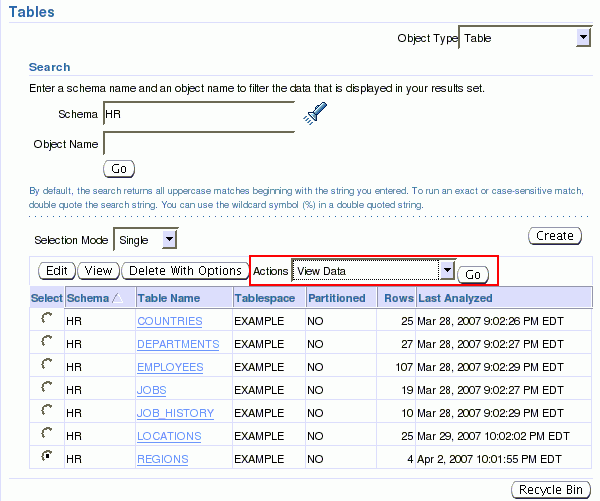 Tables
Object Type Table
Search
Enter a schema name and an object name to filter the data that is displayed in your results set.
Schema HR
Object Name
Go
By default, the search returns all uppercase matches beginning with the string you entered. To run an exact or case-sensitive match,
double quote the search string. You can use the wildcard symbol (%) in a double quoted string.
Create
Selection Mode Single
Edit View Delete With Options Actions View Data Go
Select Schema Table Name Tablespace Partitioned Rows Last Analyzed
HR COUNTRIES EXAMPLE NO 25 Mar 28, 2007 9:02:26 PM EDT
HR DEPARTMENTS EXAMPLE NO 27 Mar 28, 2007 9:02:27 PM EDT
HR EMPLOYEES EXAMPLE NO 107 Mar 28, 2007 9:02:29 PM EDT
HR JOBS EXAMPLE NO 19 Mar 28, 2007 9:02:27 PM EDT
HR JOB_HISTORY EXAMPLE NO 10 Mar 28, 2007 9:02:29 PM EDT
HR LOCATIONS EXAMPLE NO 25 Mar 29, 2007 10:02:02 PM EDT
HR REGIONS EXAMPLE NO 4 Apr 2, 2007 10:01:55 PM EDT
Recycle Bin